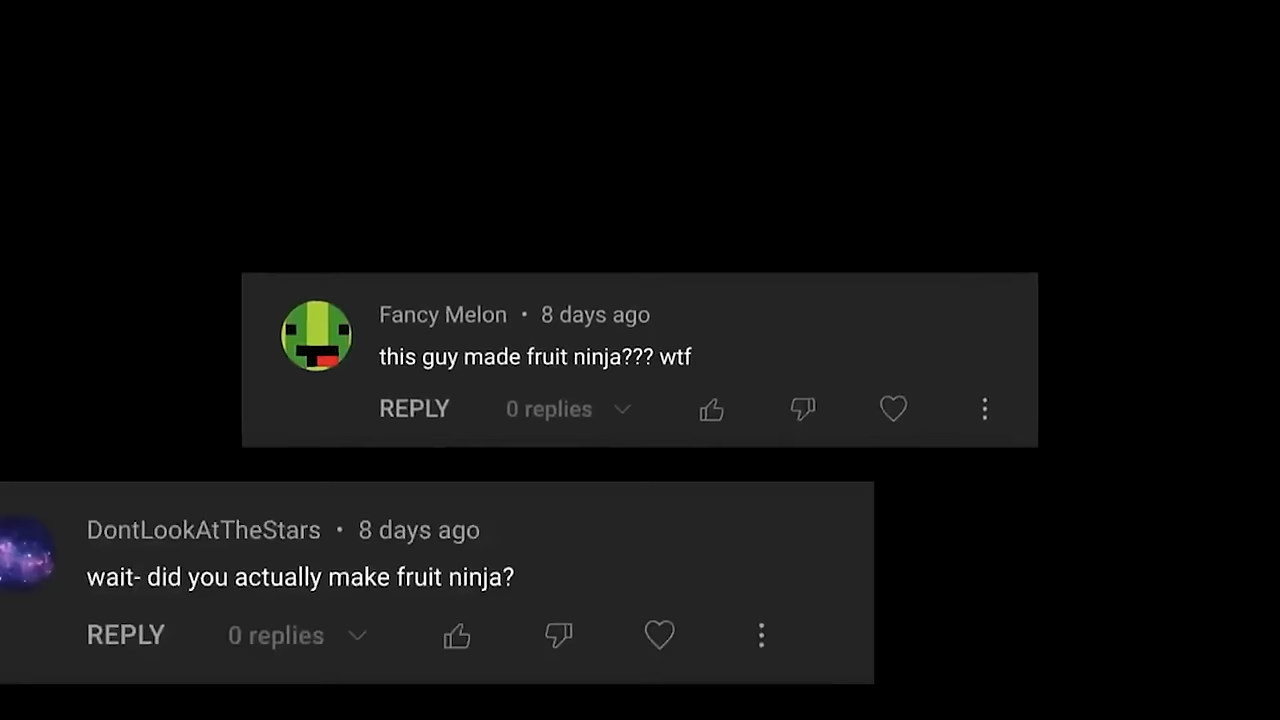 Fancy Melon • 8 days ago
this guy made fruit ninja??? wtf
REPLY 0 replies
DontLookAtTheStars • 8 days ago
wait- did you actually make fruit ninja?
REPLY 0 replies